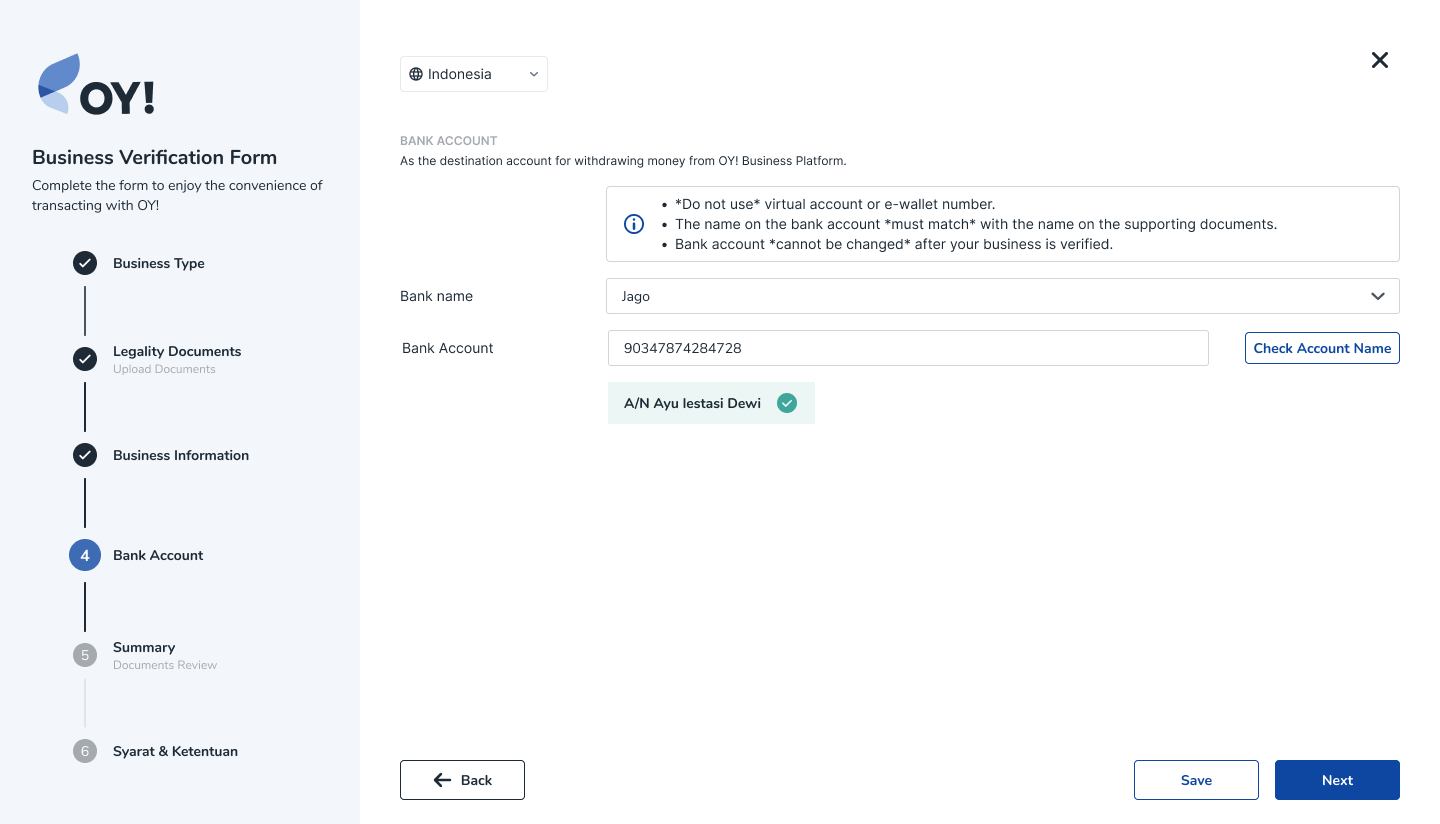 OY!
Business Verification Form
Complete the form to enjoy the convenience of
transacting with OY!
Business Type
Legality Documents
Upload Documents
Business Information
4 Bank Account
5 Summary
Documents Review
6 Syarat & Ketentuan
Indonesia
BANK ACCOUNT
As the destination account for withdrawing money from OY! Business Platform.
• *Do not use* virtual account or e-wallet number.
• The name on the bank account *must match* with the name on the supporting documents.
• Bank account *cannot be changed* after your business is verified.
Bank name Jago
Bank Account 90347874284728 Check Account Name
A/N Ayu lestasi Dewi
Back Save Next